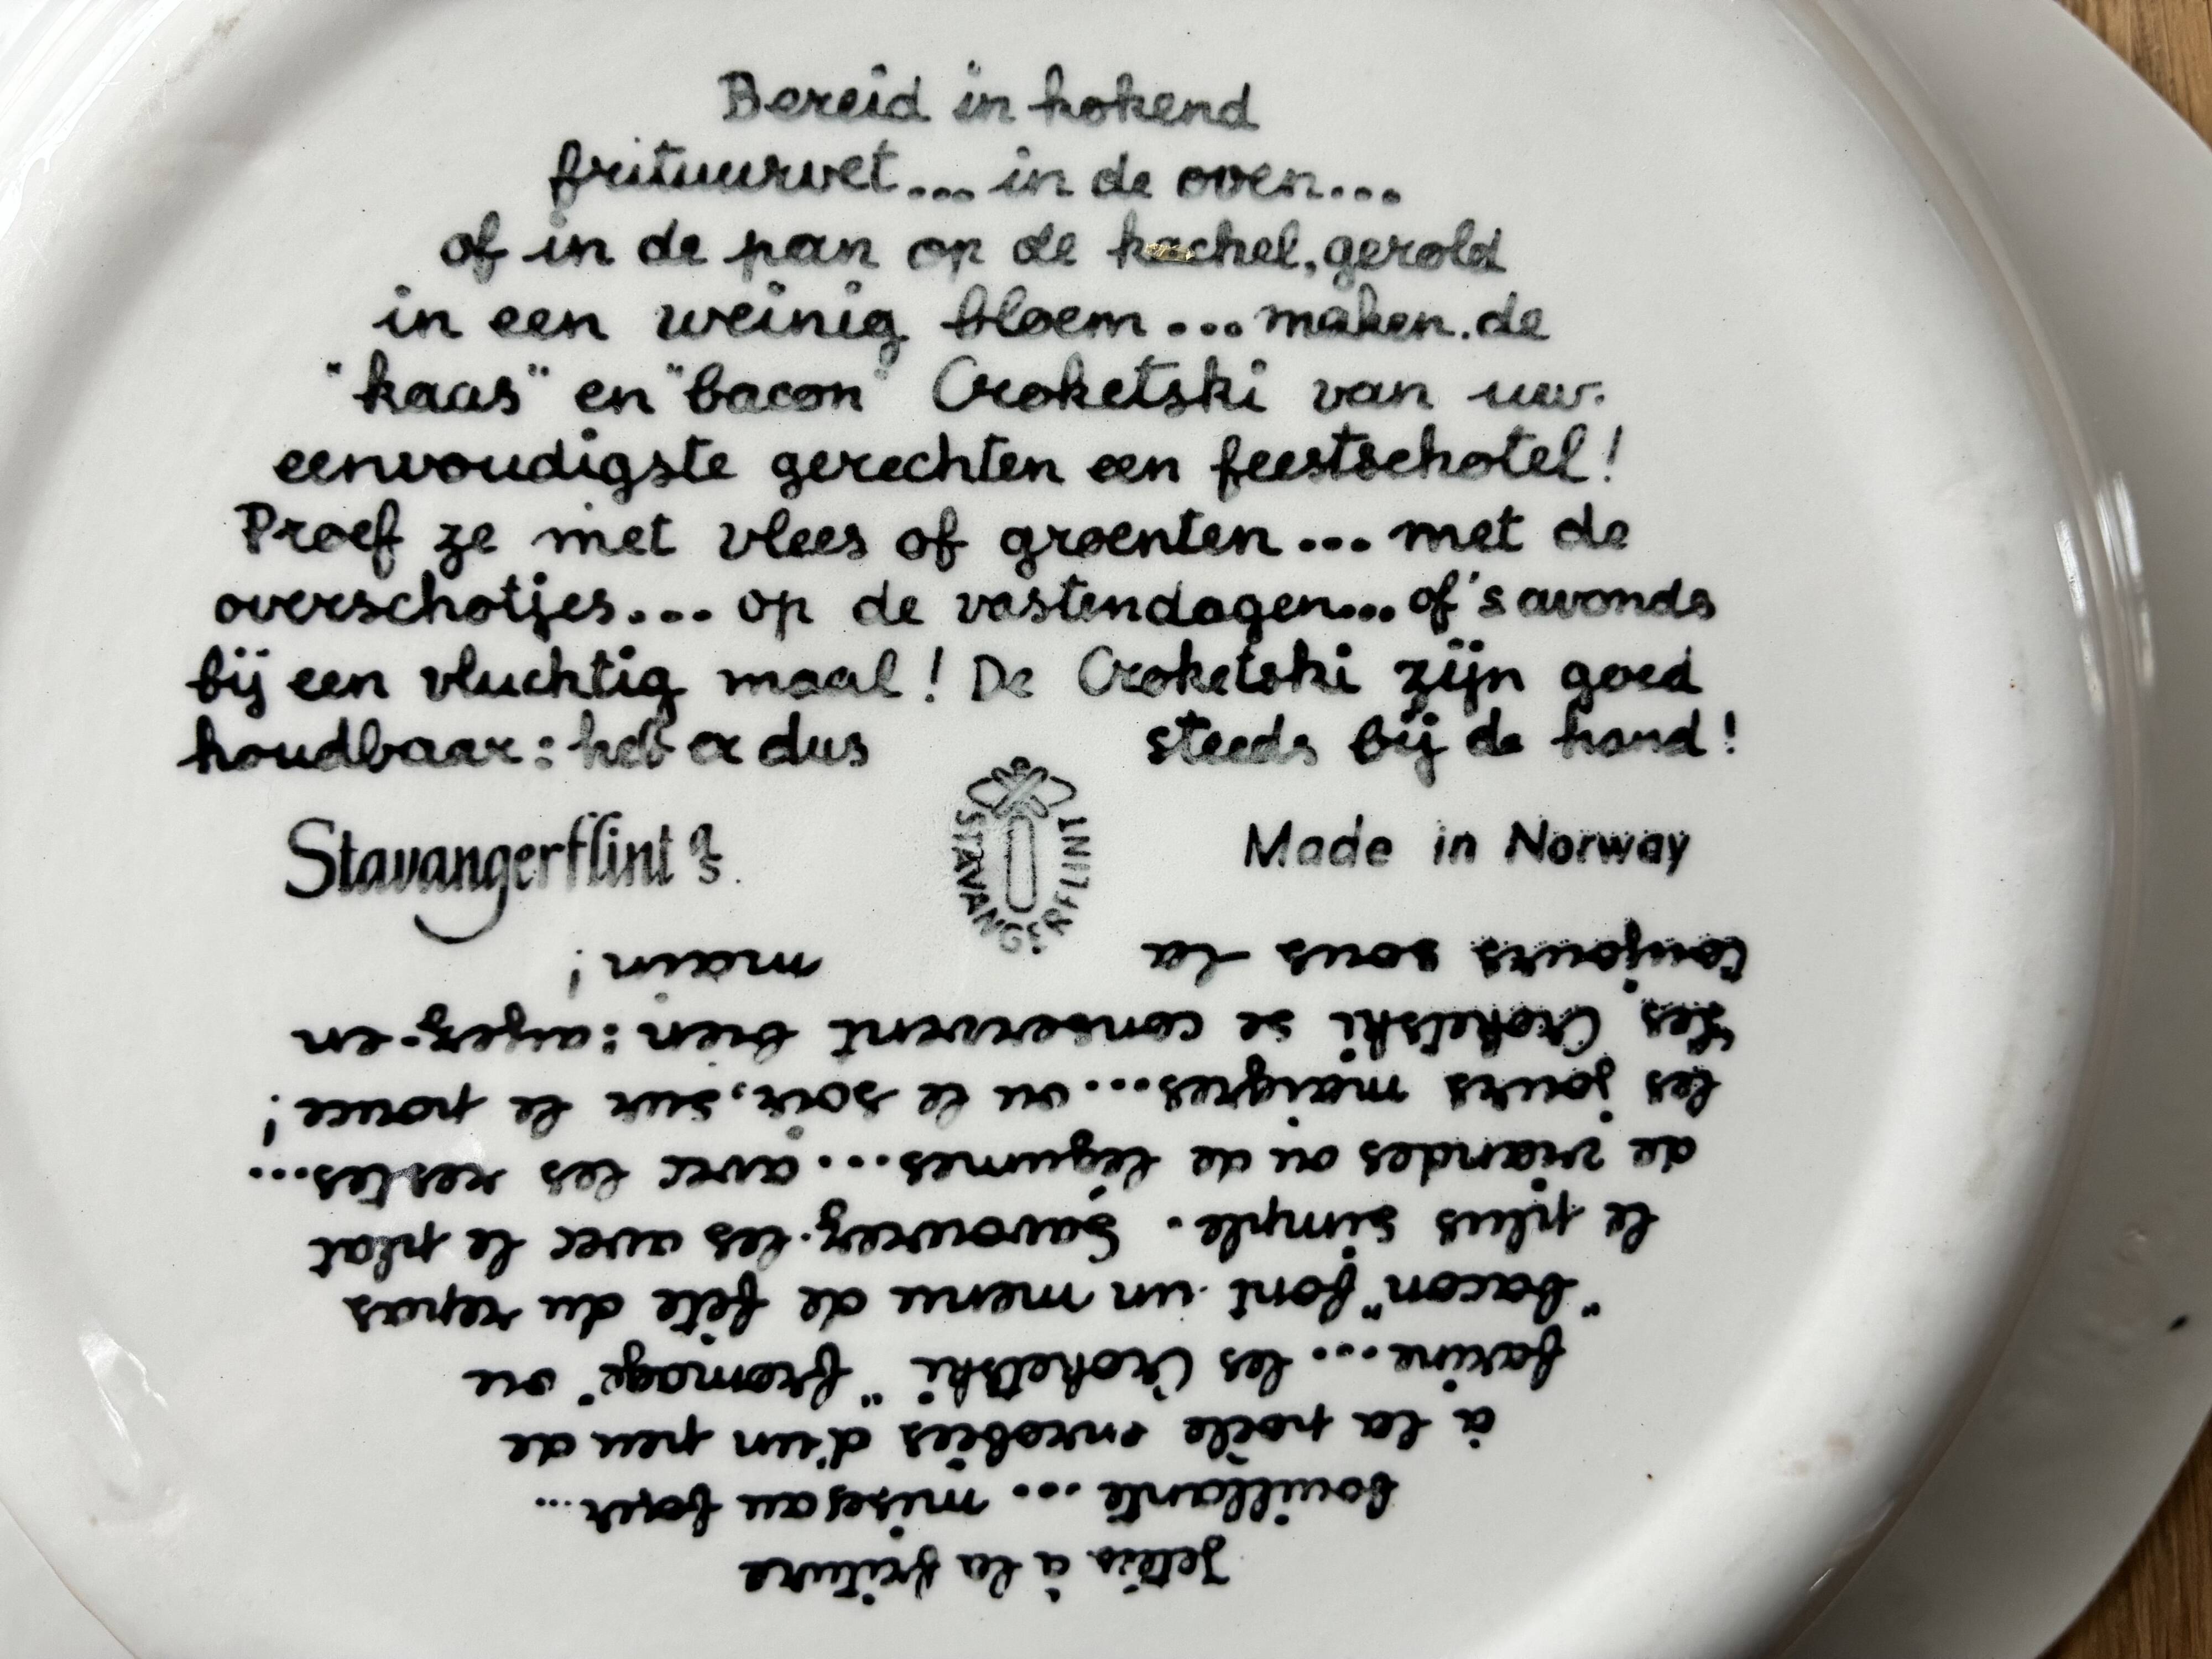 Bereid in kokend
frituurvet... in de oven...
of in de pan op de kachel, gerold
in een weinig bloem... maken de
"kaas" en "bacon" Croketski van uw
eenvoudigste gerechten een feestschotel!
Proef ze met vlees of groenten... met de
overschotjes... op de vastendagen... of 's avonds
bij een vluchtig maal! De Croketski zijn goed
houdbaar: heb er dus steeds bij de hand!
Stavangerflint a/s.
STAVANGERFLINT
Made in Norway
Jetées à la friture
bouillante... mises au four...
à la poêle enrobées d'un peu de
farine... les Croketski "fromage" ou
"bacon" font un menu de fête du repas
le plus simple. Savourez-les avec le plat
de viandes ou de légumes... avec les restes...
les jours maigres... ou le soir, sur le pouce!
Les Croketski se conservent bien: ayez-en
toujours sous la main!